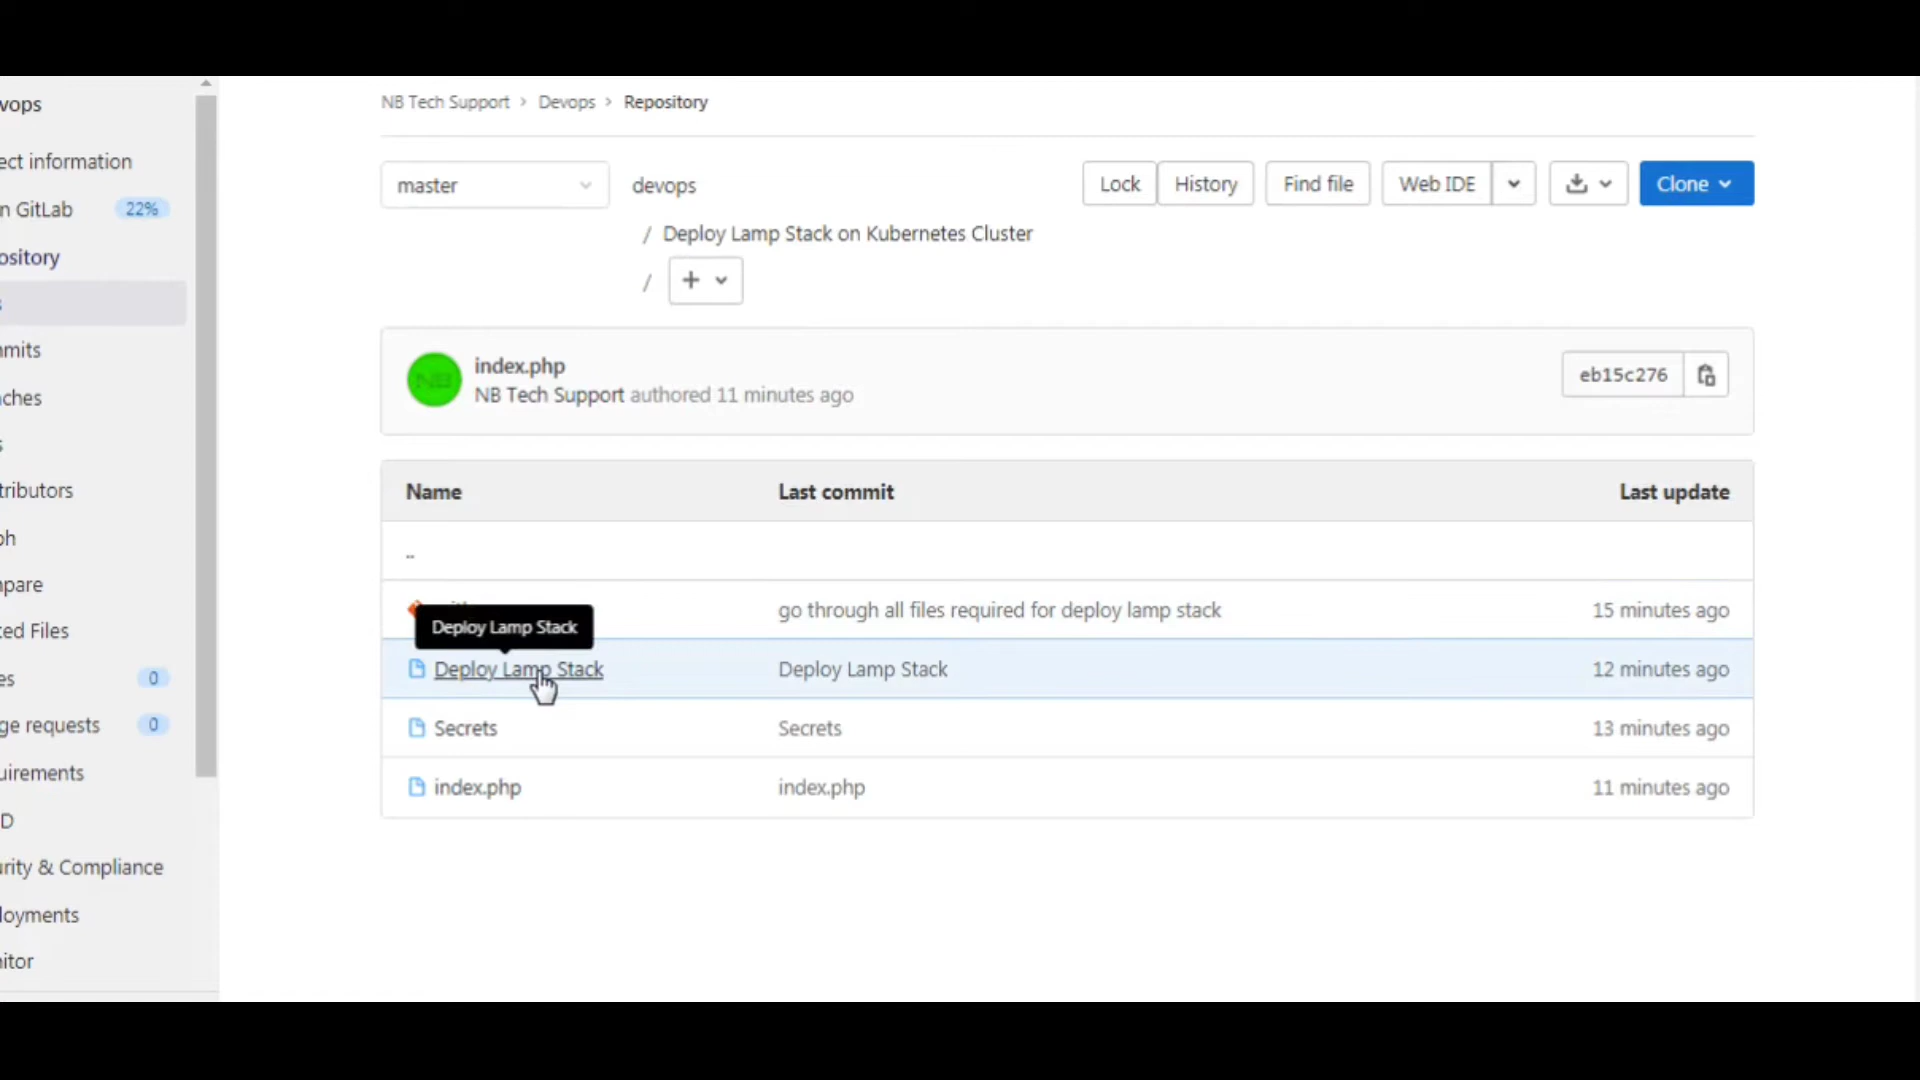 vops
ect information
n GitLab 22%
ository
s
mits
ches
s
tributors
ph
pare
ed Files
es 0
ge requests 0
uirements
D
urity & Compliance
loyments
itor
NB Tech Support > Devops > Repository
master
devops
/ Deploy Lamp Stack on Kubernetes Cluster
/ +
Lock History Find file Web IDE Clone
index.php
NB Tech Support authored 11 minutes ago
eb15c276
Name Last commit Last update
..
go through all files required for deploy lamp stack 15 minutes ago
Deploy Lamp Stack
Deploy Lamp Stack Deploy Lamp Stack 12 minutes ago
Secrets Secrets 13 minutes ago
index.php index.php 11 minutes ago